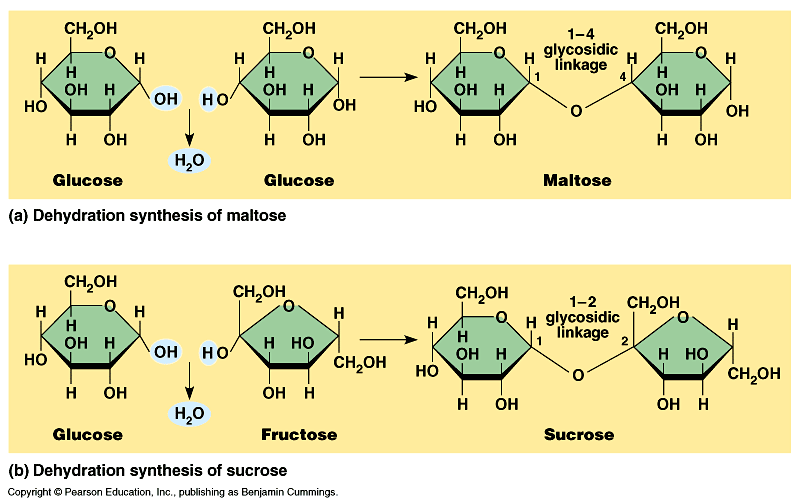 CH₂OH CH₂OH CH₂OH 1–4 CH₂OH
glycosidic
linkage
H O H H O H H O H H O H
H H H 1 4 H
OH H OH HO OH H OH H OH H
HO OH HO O OH
H OH H OH H OH H OH
H₂O
Glucose Glucose Maltose
(a) Dehydration synthesis of maltose
CH₂OH CH₂OH CH₂OH 1–2 CH₂OH
glycosidic
linkage
H O H O H H O H O H
H H 1 2
OH H OH HO H HO OH H H HO
HO CH₂OH HO O CH₂OH
H OH OH H H OH OH H
H₂O
Glucose Fructose Sucrose
(b) Dehydration synthesis of sucrose
Copyright © Pearson Education, Inc., publishing as Benjamin Cummings.